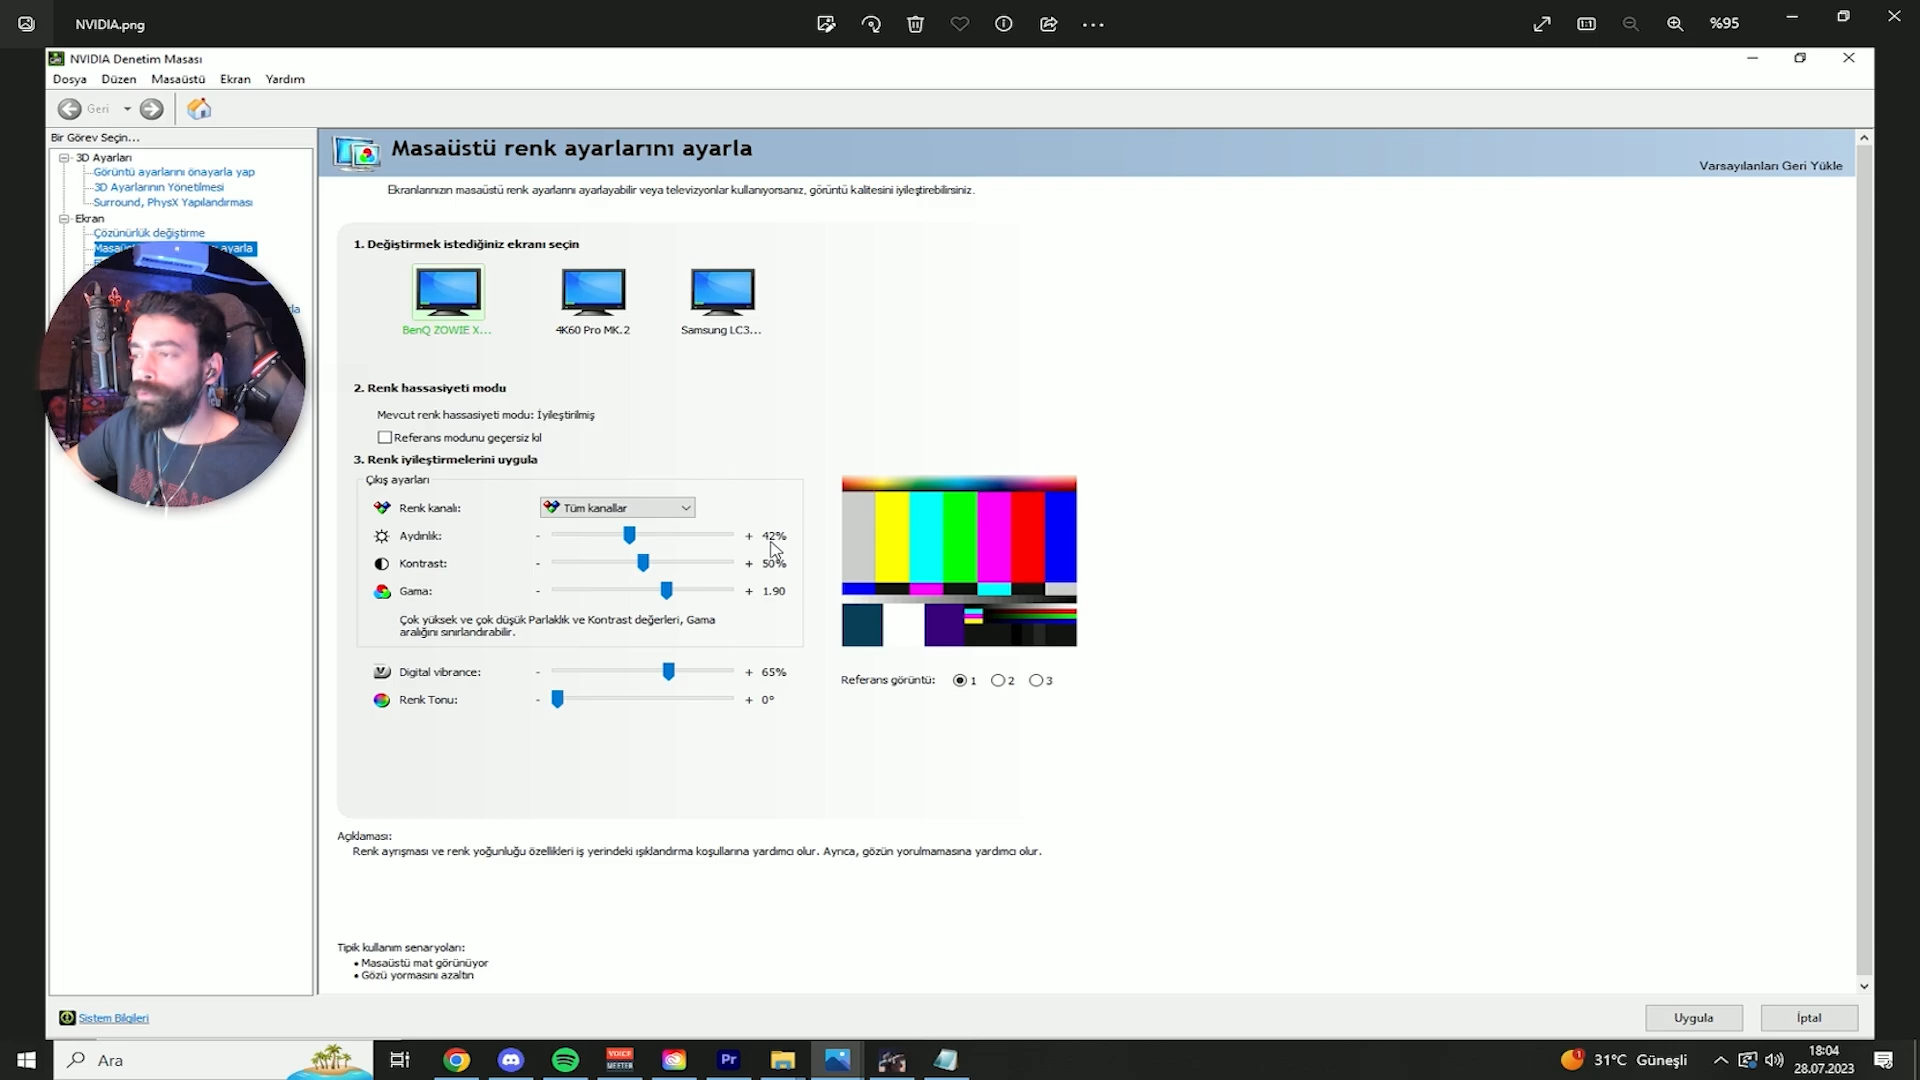 NVIDIA.png
%95
NVIDIA Denetim Masası
Dosya Düzen Masaüstü Ekran Yardım
Geri
Bir Görev Seçin...
3D Ayarları
Görüntü ayarlarını önayarla yap
3D Ayarlarının Yönetilmesi
Surround, PhysX Yapılandırması
Ekran
Çözünürlük değiştirme
ayarla
Masaüstü renk ayarlarını ayarla
Varsayılanları Geri Yükle
Ekranlarınızın masaüstü renk ayarlarını ayarlayabilir veya televizyonlar kullanıyorsanız, görüntü kalitesini iyileştirebilirsiniz.
1. Değiştirmek istediğiniz ekranı seçin
BenQ ZOWIE X... 4K60 Pro MK.2 Samsung LC3...
2. Renk hassasiyeti modu
Mevcut renk hassasiyeti modu: İyileştirilmiş
Referans modunu geçersiz kıl
3. Renk iyileştirmelerini uygula
Çıkış ayarları
Renk kanalı: Tüm kanallar
Aydınlık: - + 42%
Kontrast: - + 50%
Gama: - + 1.90
Çok yüksek ve çok düşük Parlaklık ve Kontrast değerleri, Gama
aralığını sınırlandırabilir.
Digital vibrance: - + 65%
Renk Tonu: - + 0°
Referans görüntü: 1 2 3
Açıklaması:
Renk ayrışması ve renk yoğunluğu özellikleri iş yerindeki ışıklandırma koşullarına yardımcı olur. Ayrıca, gözün yorulmamasına yardımcı olur.
Tipik kullanım senaryoları:
• Masaüstü mat görünüyor
• Gözü yormasını azaltın
Sistem Bilgileri
Uygula İptal
Ara
VOICE
MEETER
Pr
1
31°C Güneşli
18:04
28.07.2023